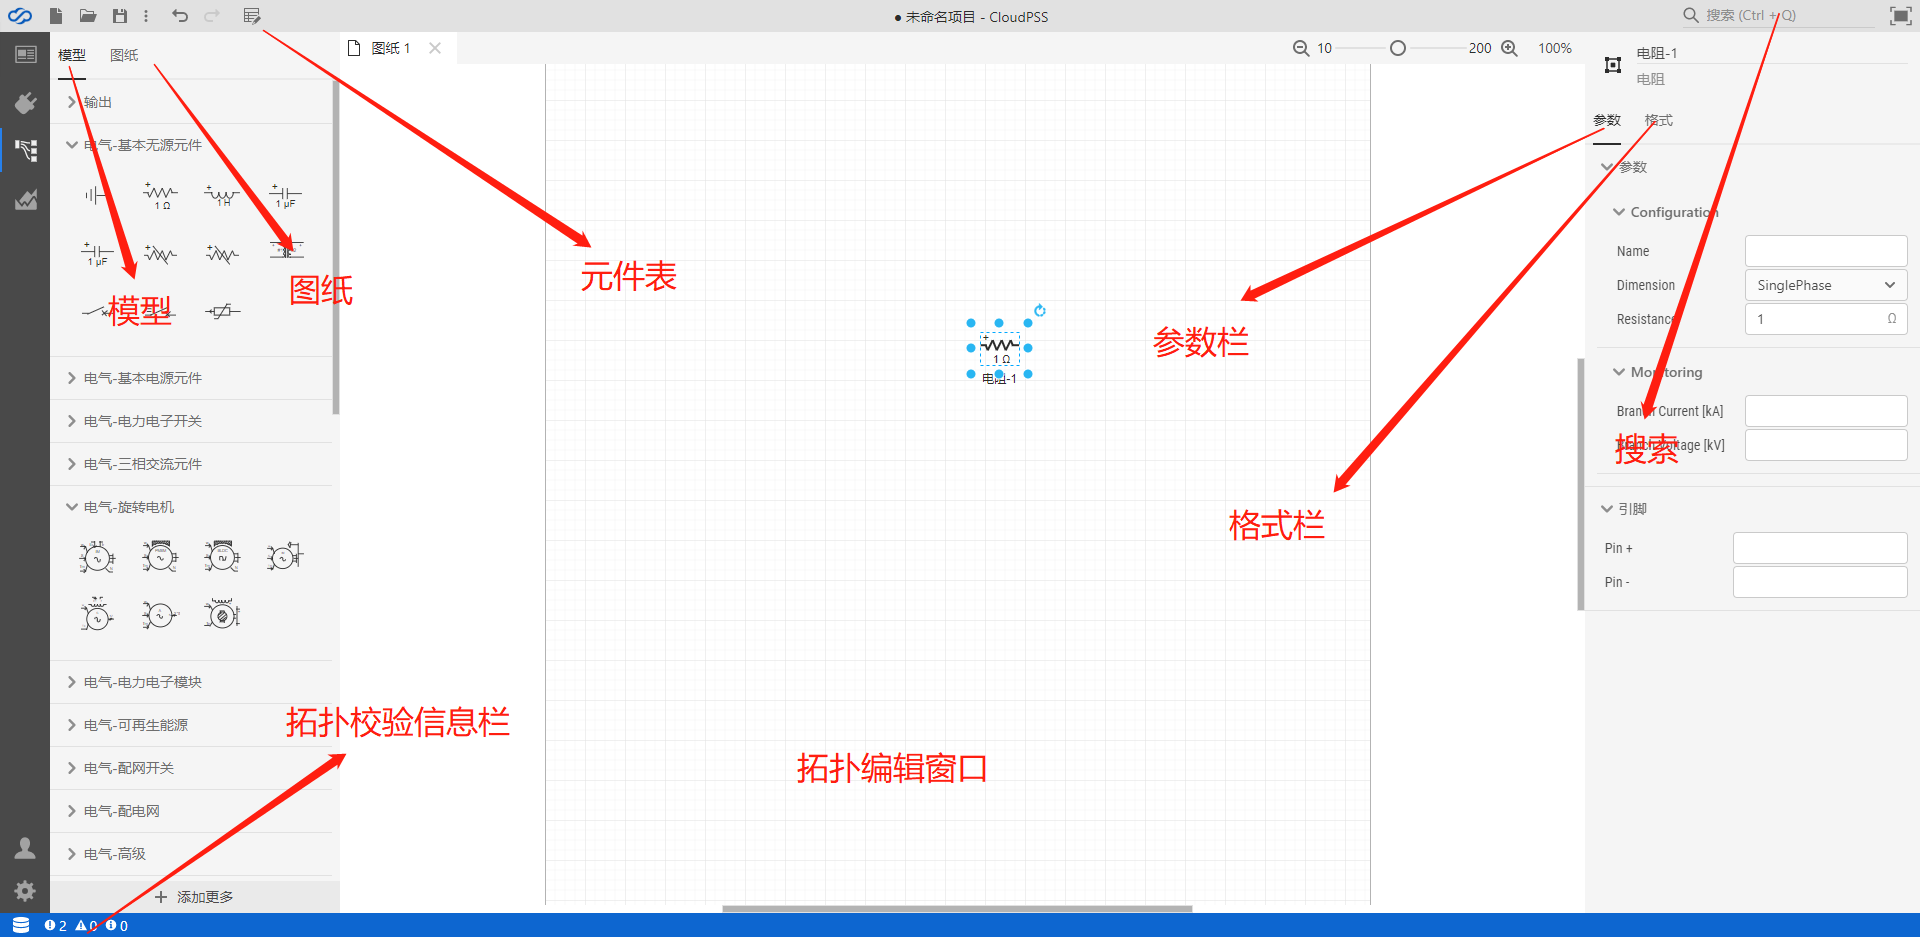 ● 未命名项目 - CloudPSS
搜索 (Ctrl + Q)
模型
图纸
图纸 1
10
200
100%
输出
电气-基本无源元件
1 Ω
1 H
1 μF
1 μF
模型
图纸
电气-基本电源元件
电气-电力电子开关
电气-三相交流元件
电气-旋转电机
电气-电力电子模块
电气-可再生能源
电气-配网开关
电气-配电网
电气-高级
添加更多
元件表
1 Ω
电阻-1
参数栏
格式栏
拓扑校验信息栏
拓扑编辑窗口
电阻-1
电阻
参数
格式
参数
Configuration
Name
Dimension
SinglePhase
Resistance
1
Ω
Monitoring
Branch Current [kA]
Branch Voltage [kV]
搜索
引脚
Pin +
Pin -
2
0
0